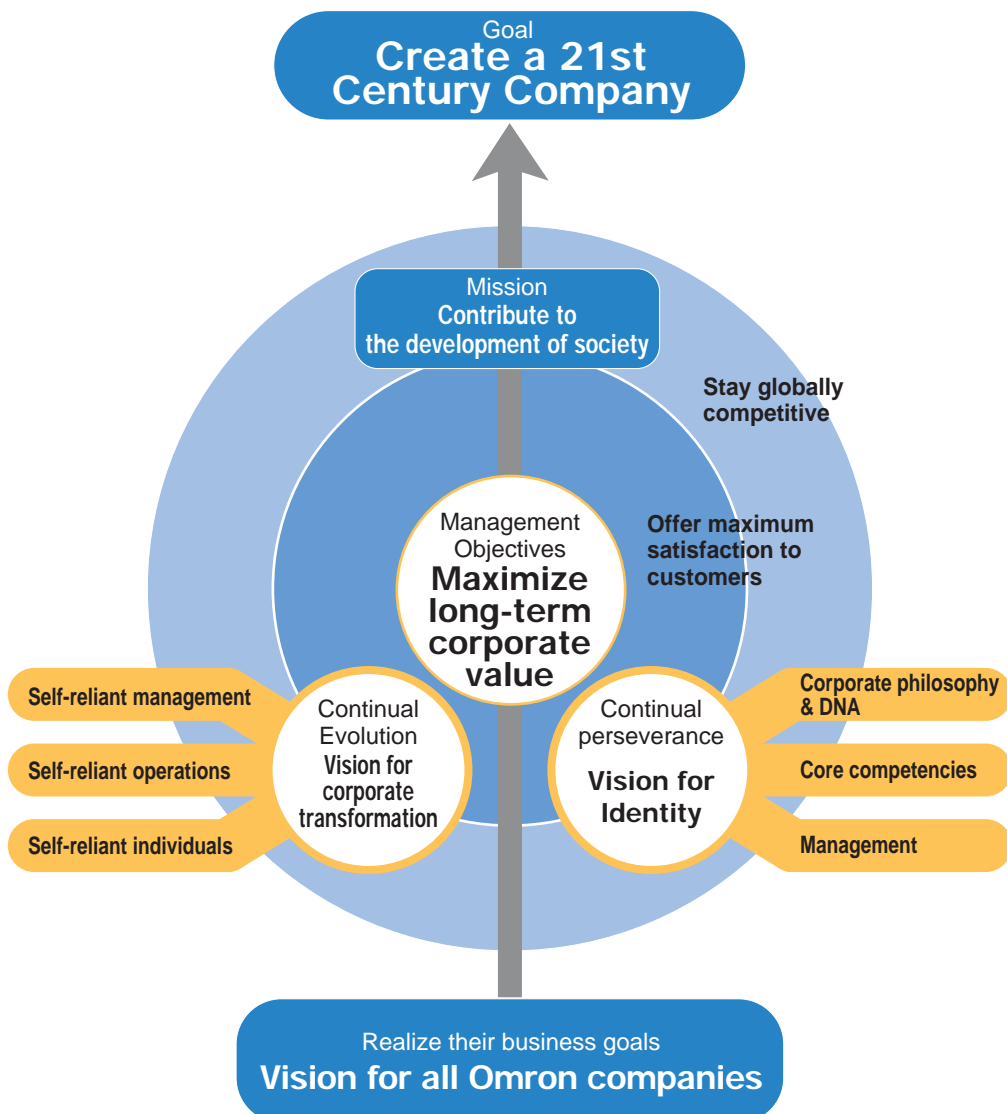 Goal
Create a 21st
Century Company
Mission
Contribute to
the development of society
Stay globally
competitive
Offer maximum
satisfaction to
customers
Management
Objectives
Maximize
long-term
corporate
value
Self-reliant management
Self-reliant operations
Self-reliant individuals
Continual
Evolution
Vision for
corporate
transformation
Continual
perseverance
Vision for
Identity
Corporate philosophy
& DNA
Core competencies
Management
Realize their business goals
Vision for all Omron companies